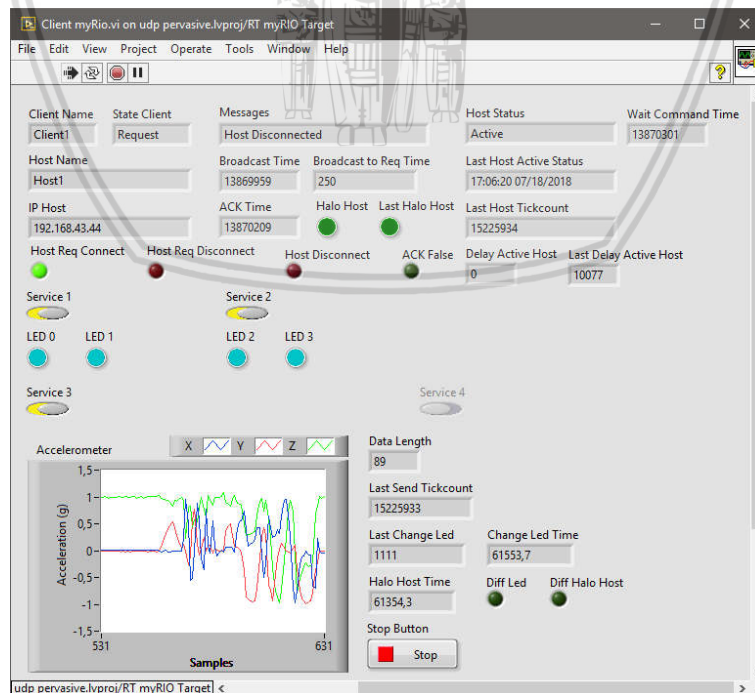 Client myRio.vi on udp pervasive.lvproj/RT myRIO Target
File Edit View Project Operate Tools Window Help
Client Name State Client Messages Host Status Wait Command Time
Client1 Request Host Disconnected Active 13870301
Host Name Broadcast Time Broadcast to Req Time Last Host Active Status
Host1 13869959 250 17:06:20 07/18/2018
IP Host ACK Time Halo Host Last Halo Host Last Host Tickcount
192.168.43.44 13870209 15225934
Host Req Connect Host Req Disconnect Host Disconnect ACK False Delay Active Host Last Delay Active Host
0 10077
Service 1 Service 2
LED 0 LED 1 LED 2 LED 3
Service 3 Service 4
Accelerometer X Y Z
Acceleration (g)
1,5
1
0,5
0
-0,5
-1
-1,5
531 631
Samples
Data Length
89
Last Send Tickcount
15225933
Last Change Led Change Led Time
1111 61553,7
Halo Host Time Diff Led Diff Halo Host
61354,3
Stop Button
Stop
udp pervasive.lvproj/RT myRIO Target